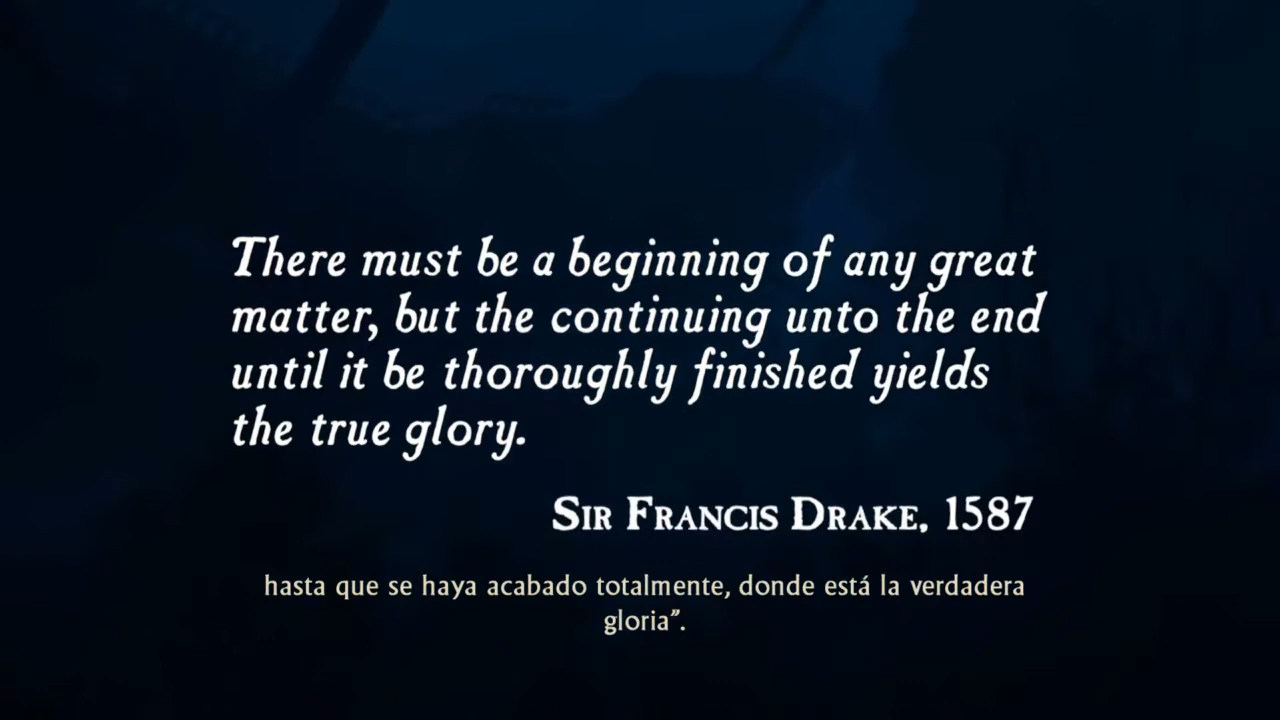 There must be a beginning of any great
matter, but the continuing unto the end
until it be thoroughly finished yields
the true glory.
Sir Francis Drake, 1587
hasta que se haya acabado totalmente, donde está la verdadera
gloria”.